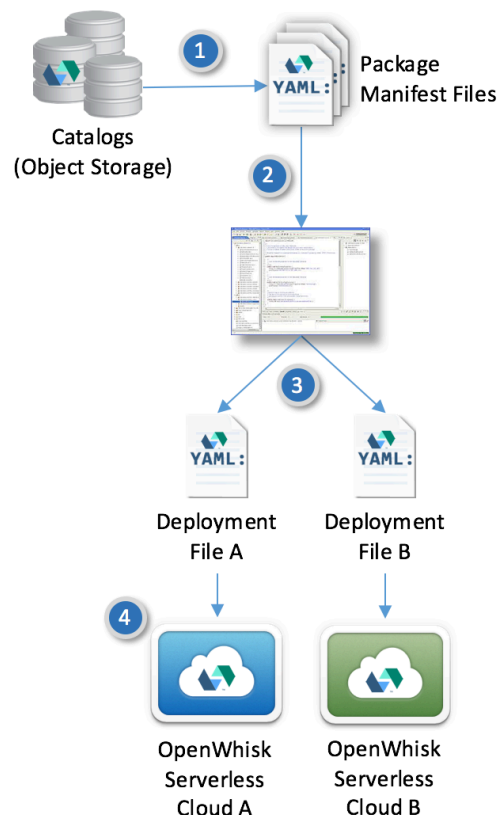 1
YAML:
Package
Manifest Files
Catalogs
(Object Storage)
2
3
YAML:
YAML:
Deployment
File A
Deployment
File B
4
OpenWhisk
Serverless
Cloud A
OpenWhisk
Serverless
Cloud B